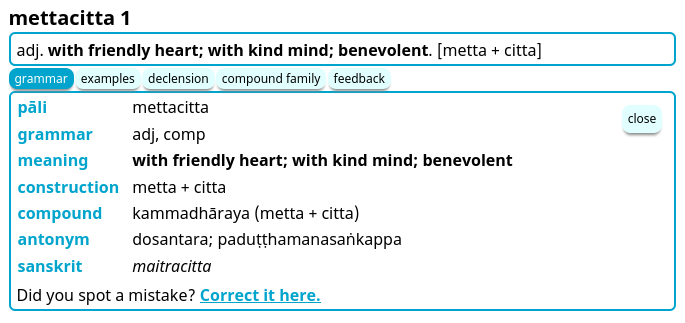 mettacitta 1
adj. with friendly heart; with kind mind; benevolent. [metta + citta]
grammar examples declension compound family feedback
close
pāli mettacitta
grammar adj, comp
meaning with friendly heart; with kind mind; benevolent
construction metta + citta
compound kammadhāraya (metta + citta)
antonym dosantara; paduṭṭhamanasaṅkappa
sanskrit maitracitta
Did you spot a mistake? Correct it here.